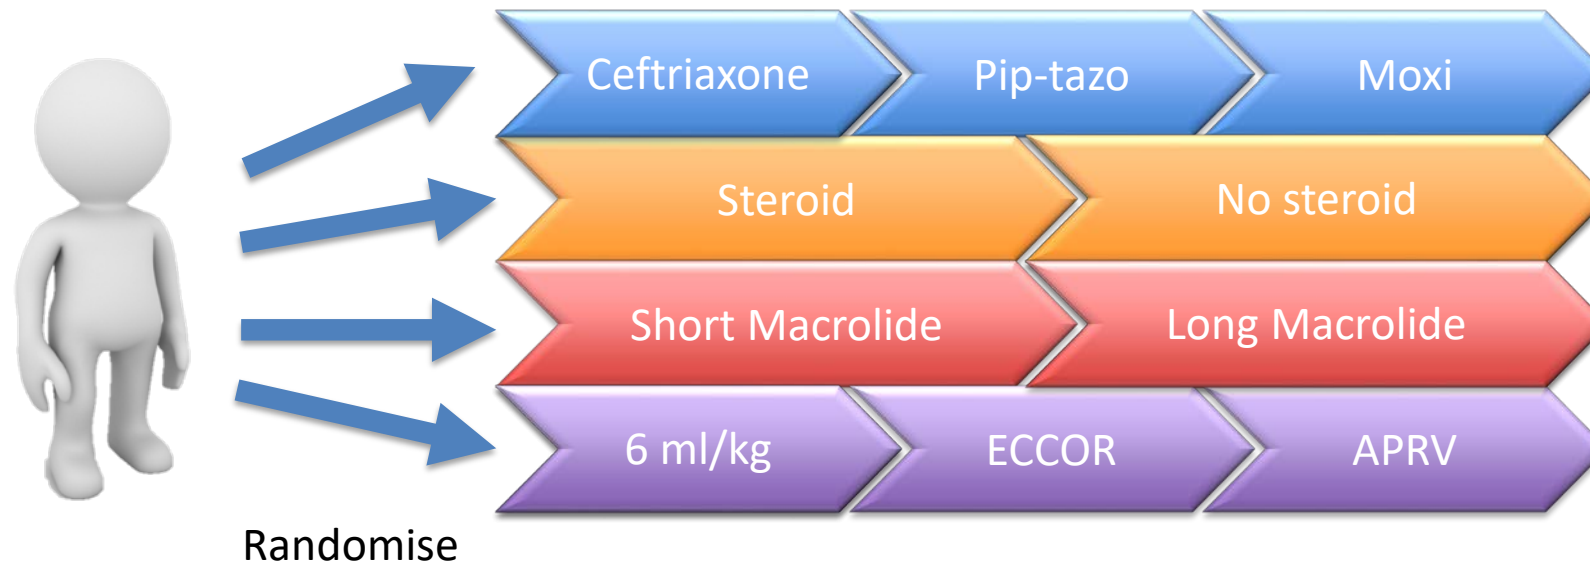 Ceftriaxone
Pip-tazo
Moxi
Steroid
No steroid
Short Macrolide
Long Macrolide
6 ml/kg
ECCOR
APRV
Randomise